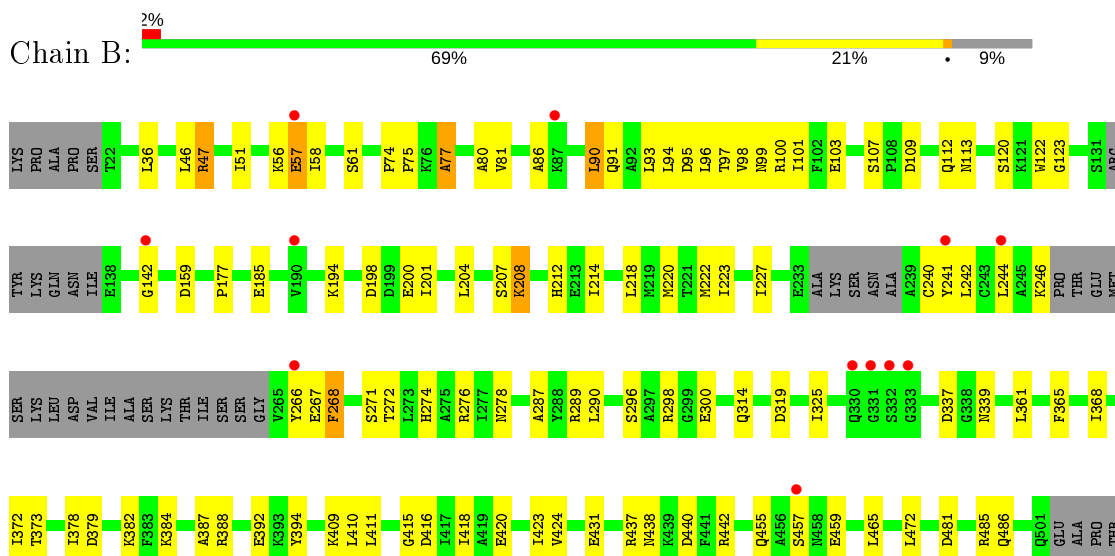 2%
Chain B:
69% 21% • 9%
LYS PRO ALA PRO SER T22 L36 L46 R47 I51 K56 E57 I58 S61 P74 P75 K76 A77 A80 V81 A86 K87 L90 Q91 A92 L93 L94 D95 L96 T97 V98 N99 R100 I101 F102 E103 S107 P108 D109 Q112 N113 S120 K121 W122 G123 S131 ARG
TYR LYS GLN ASN ILE E138 G142 D159 P177 E185 V190 K194 D198 D199 E200 I201 L204 S207 K208 H212 E213 I214 L218 M219 M220 T221 M222 I223 I227 E233 ALA LYS SER ASN ALA A239 C240 Y241 L242 C243 L244 A245 K246 PRO THR GLU MET
SER LYS LEU ASP VAL ILE ALA SER LYS THR ILE SER SER GLY V265 Y266 E267 F268 S271 T272 L273 H274 A275 R276 I277 N278 A287 Y288 R289 L290 S296 A297 R298 G299 E300 Q314 D319 I325 Q330 G331 S332 G333 D337 G338 N339 L361 F365 I368
I372 T373 I378 D379 K382 F383 K384 A387 R388 E392 K393 Y394 K409 L410 L411 G415 D416 I417 I418 A419 E420 I423 V424 E431 R437 N438 K439 D440 F441 R442 Q455 A456 S457 N458 E459 L465 L472 D481 R485 Q486 Q501 GLU ALA PRO